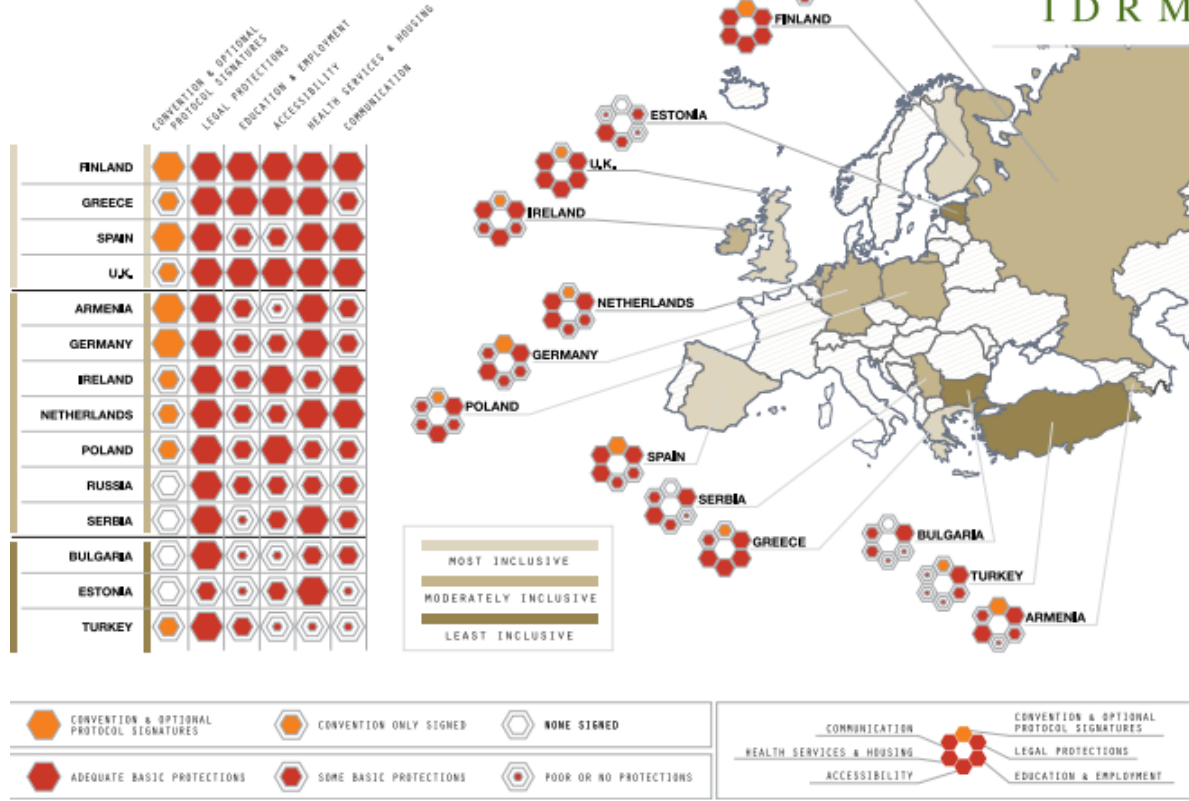 IDRM
CONVENTION & OPTIONAL
PROTOCOL SIGNATURES
LEGAL PROTECTIONS
EDUCATION & EMPLOYMENT
ACCESSIBILITY
HEALTH SERVICES & HOUSING
COMMUNICATION
FINLAND
GREECE
SPAIN
U.K.
ARMENIA
GERMANY
IRELAND
NETHERLANDS
POLAND
RUSSIA
SERBIA
BULGARIA
ESTONIA
TURKEY
FINLAND
ESTONIA
U.K.
IRELAND
NETHERLANDS
GERMANY
POLAND
SPAIN
SERBIA
GREECE
BULGARIA
TURKEY
ARMENIA
MOST INCLUSIVE
MODERATELY INCLUSIVE
LEAST INCLUSIVE
CONVENTION & OPTIONAL
PROTOCOL SIGNATURES
CONVENTION ONLY SIGNED
NONE SIGNED
ADEQUATE BASIC PROTECTIONS
SOME BASIC PROTECTIONS
POOR OR NO PROTECTIONS
COMMUNICATION
HEALTH SERVICES & HOUSING
ACCESSIBILITY
CONVENTION & OPTIONAL
PROTOCOL SIGNATURES
LEGAL PROTECTIONS
EDUCATION & EMPLOYMENT